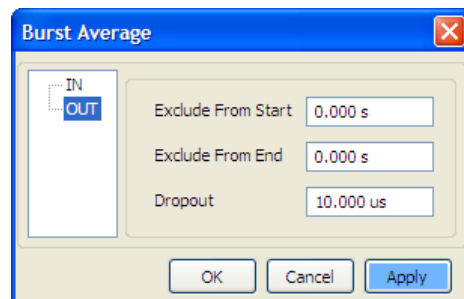 Burst Average
IN
OUT
Exclude From Start 0.000 s
Exclude From End 0.000 s
Dropout 10.000 us
OK Cancel Apply